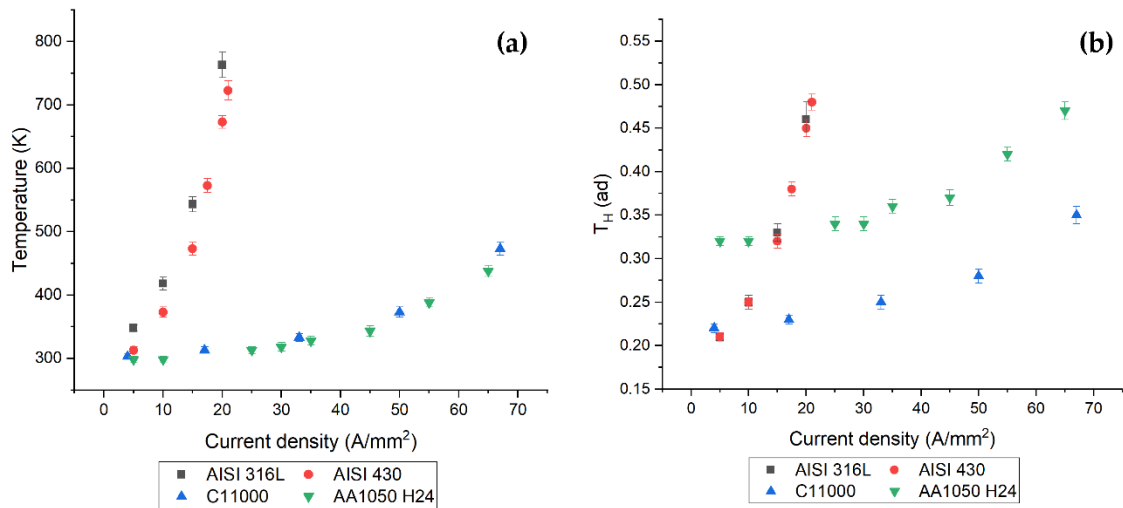 (a)
800
700
600
500
400
300
Temperature (K)
0 10 20 30 40 50 60 70
Current density (A/mm²)
AISI 316L AISI 430
C11000 AA1050 H24
(b)
0.55
0.50
0.45
0.40
0.35
0.30
0.25
0.20
0.15
T_H (ad)
0 10 20 30 40 50 60 70
Current density (A/mm²)
AISI 316L AISI 430
C11000 AA1050 H24